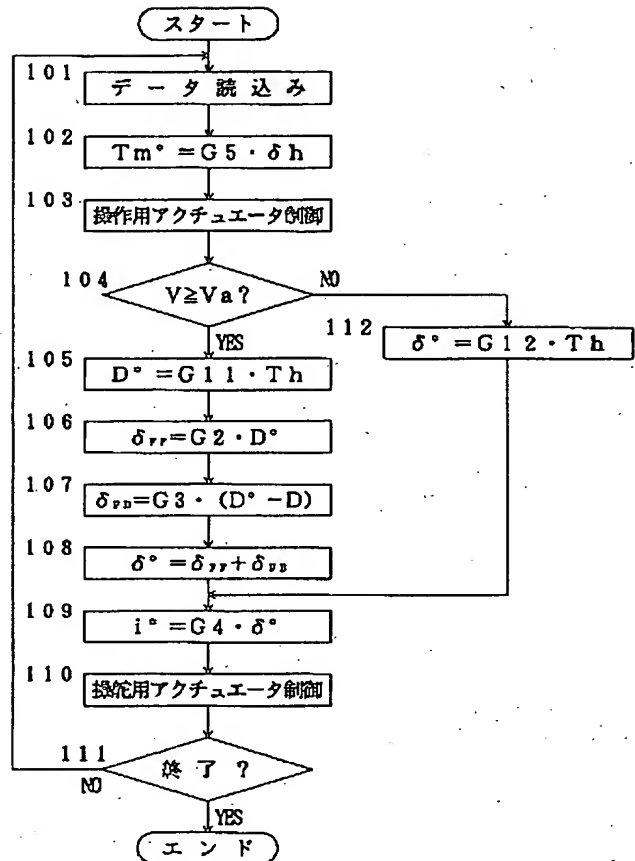 スタート
101
データ読込み
102
Tm°=G5・δh
103
操作用アクチュエータ制御
104
V≧Va?
NO
YES
112
δ°=G12・Th
105
D°=G11・Th
106
δFF=G2・D°
107
δFB=G3・(D°-D)
108
δ°=δFF+δFB
109
i°=G4・δ°
110
操舵用アクチュエータ制御
111
終了?
NO
YES
エンド